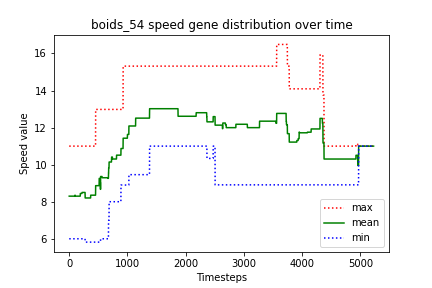 boids_54 speed gene distribution over time
Speed value
16
14
12
10
8
6
0
1000
2000
3000
4000
5000
Timesteps
max
mean
min